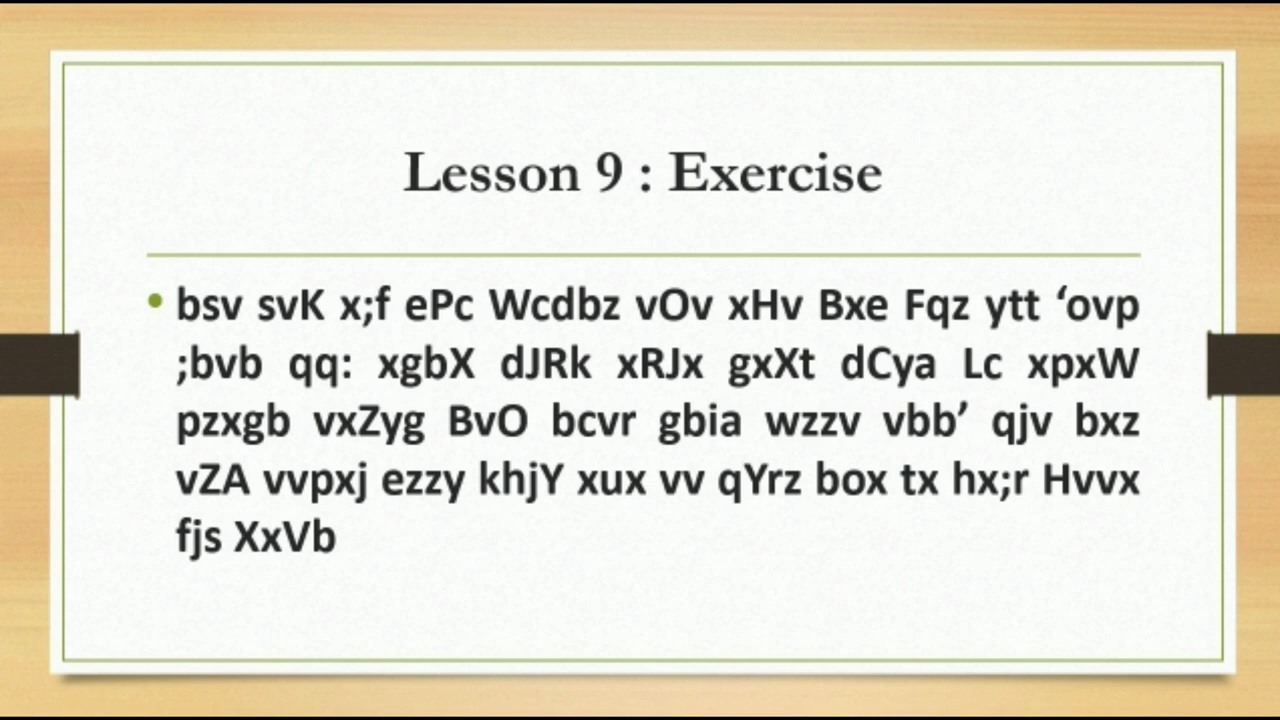 Lesson 9 : Exercise
• bsv svK x;f ePc Wcdbz vOv xHv Bxe Fqz ytt ‘ovp
;bvb qq: xgbX dJRk xRJx gxXt dCya Lc xpxW
pzxgb vxZyg BvO bcvr gbia wzzv vbb’ qjv bxz
vZA vvpxj ezzy khjY xux vv qYrz box tx hx;r Hvvx
fjs XxVb